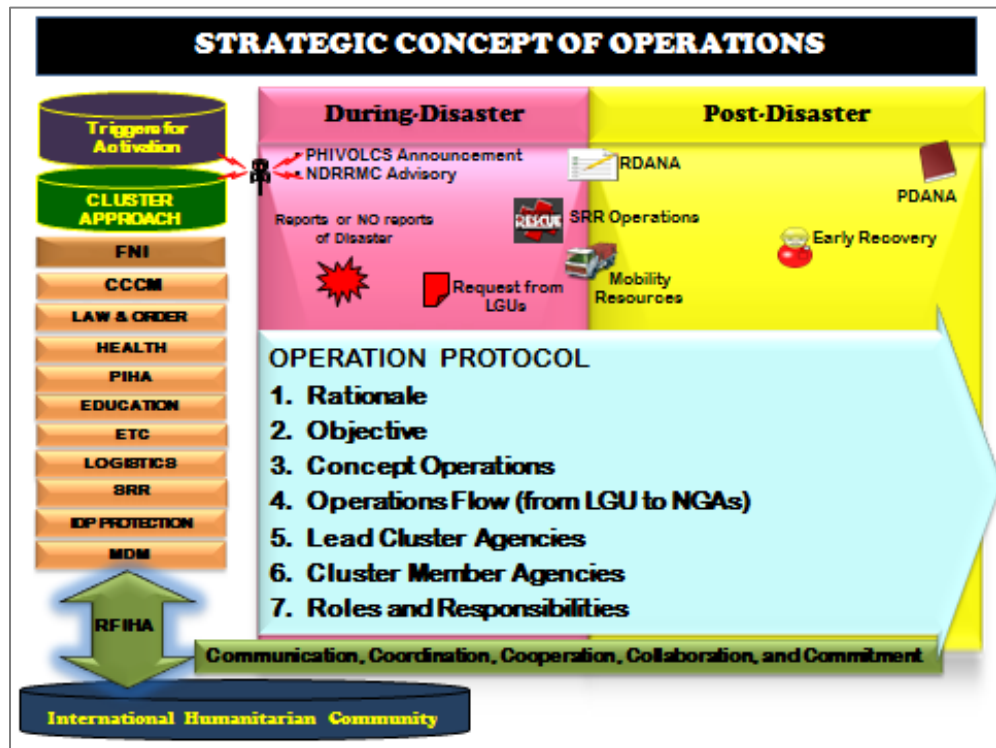 STRATEGIC CONCEPT OF OPERATIONS
Triggers for
Activation
CLUSTER
APPROACH
FNI
CCCM
LAW & ORDER
HEALTH
PIHA
EDUCATION
ETC
LOGISTICS
SRR
IDP PROTECTION
MDM
RFIHA
International Humanitarian Community
During-Disaster
• PHIVOLCS Announcement
• NDRRMC Advisory
Reports or NO reports
of Disaster
Request from
LGUs
RESCUE
SRR Operations
Mobility
Resources
Post-Disaster
RDANA
PDANA
Early Recovery
OPERATION PROTOCOL
1. Rationale
2. Objective
3. Concept Operations
4. Operations Flow (from LGU to NGAs)
5. Lead Cluster Agencies
6. Cluster Member Agencies
7. Roles and Responsibilities
Communication, Coordination, Cooperation, Collaboration, and Commitment